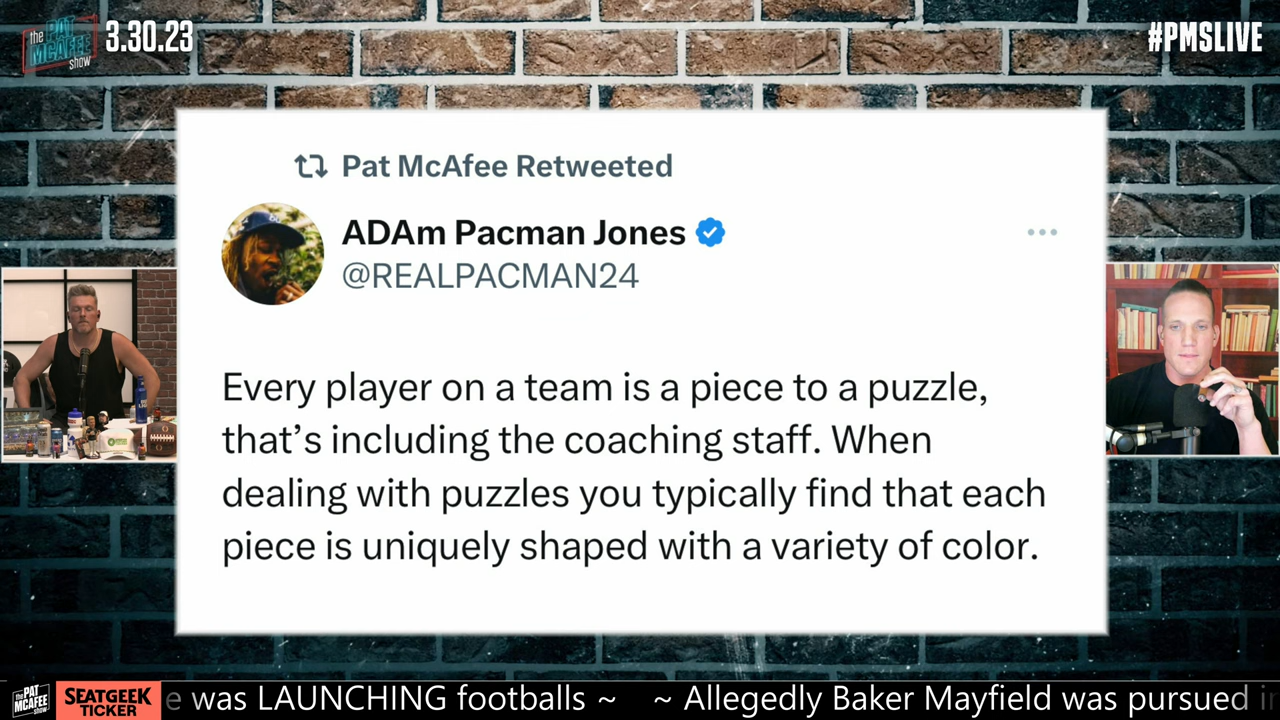 the PAT MCAFEE show
3.30.23
#PMSLIVE
Pat McAfee Retweeted
ADAm Pacman Jones
@REALPACMAN24
Every player on a team is a piece to a puzzle,
that’s including the coaching staff. When
dealing with puzzles you typically find that each
piece is uniquely shaped with a variety of color.
the PAT MCAFEE show
SEATGEEK
TICKER
e was LAUNCHING footballs ~ ~ Allegedly Baker Mayfield was pursued in